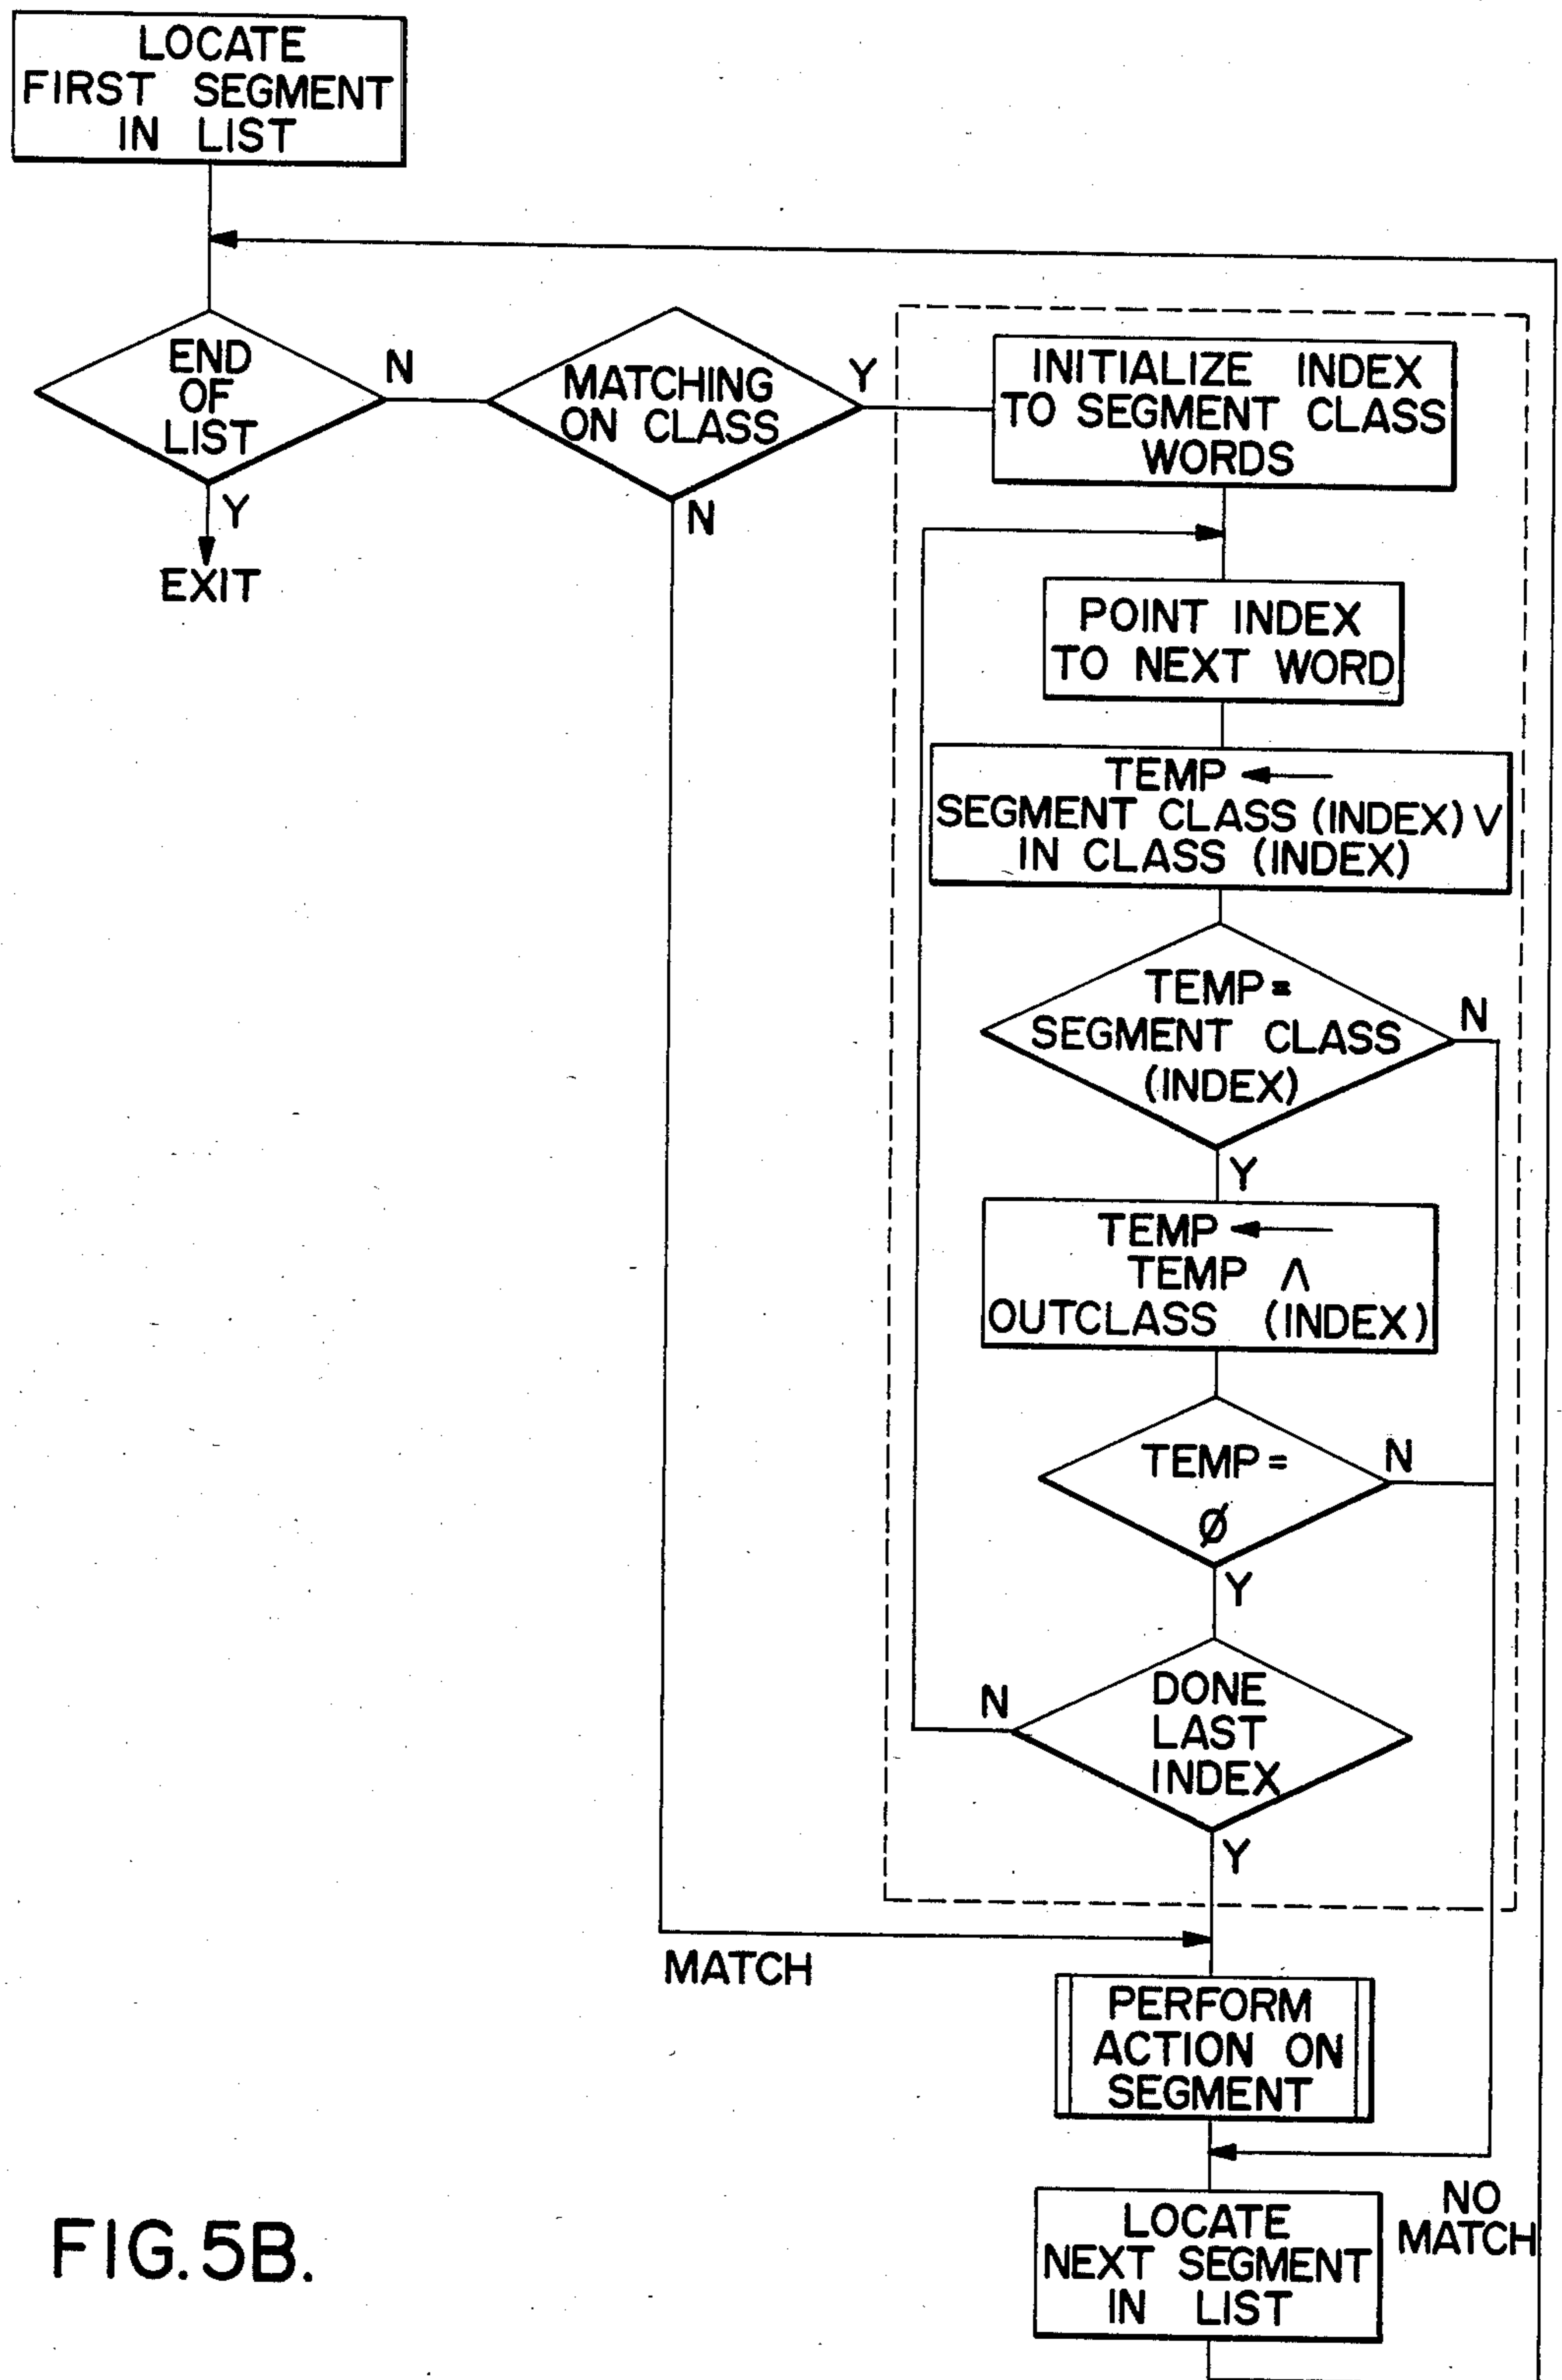 LOCATE
FIRST SEGMENT
IN LIST
END
OF
LIST
N
Y
EXIT
MATCHING
ON CLASS
Y
N
INITIALIZE INDEX
TO SEGMENT CLASS
WORDS
POINT INDEX
TO NEXT WORD
TEMP ←
SEGMENT CLASS (INDEX) V
IN CLASS (INDEX)
TEMP =
SEGMENT CLASS
(INDEX)
N
Y
TEMP ←
TEMP Λ
OUTCLASS (INDEX)
TEMP =
Ø
N
Y
DONE
LAST
INDEX
N
Y
MATCH
PERFORM
ACTION ON
SEGMENT
NO
MATCH
LOCATE
NEXT SEGMENT
IN LIST
FIG. 5B.